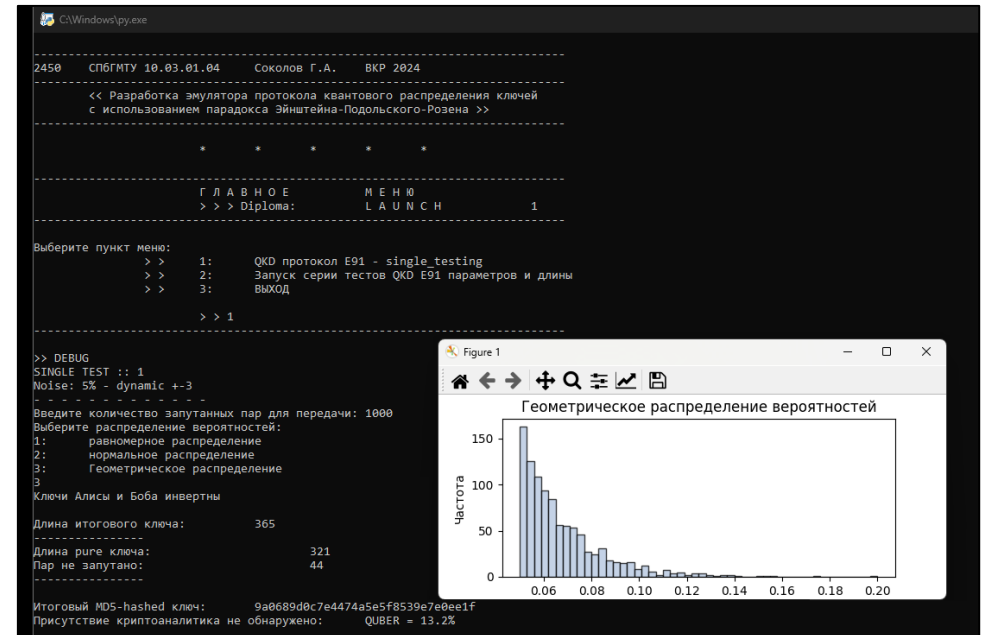 C:\Windows\py.exe
2450 СПбГМТУ 10.03.01.04 Соколов Г.А. ВКР 2024
<< Разработка эмулятора протокола квантового распределения ключей
с использованием парадокса Эйнштейна-Подольского-Розена >>
* * * * *
Г Л А В Н О Е М Е Н Ю
> > > Diploma: L A U N C H 1
Выберите пункт меню:
> > 1: QKD протокол E91 - single_testing
> > 2: Запуск серии тестов QKD E91 параметров и длины
> > 3: ВЫХОД
> > 1
>> DEBUG
SINGLE TEST :: 1
Noise: 5% - dynamic +-3
- - - - - - - - - - - - -
Введите количество запутанных пар для передачи: 1000
Выберите распределение вероятностей:
1: равномерное распределение
2: нормальное распределение
3: Геометрическое распределение
3
Ключи Алисы и Боба инвертны
Длина итогового ключа: 365
----------------
Длина pure ключа: 321
Пар не запутано: 44
----------------
Итоговый MD5-hashed ключ: 9a0689d0c7e4474a5e5f8539e7e0ee1f
Присутствие криптоаналитика не обнаружено: QUBER = 13.2%
Figure 1
Геометрическое распределение вероятностей
Частота
150
100
50
0
0.06 0.08 0.10 0.12 0.14 0.16 0.18 0.20